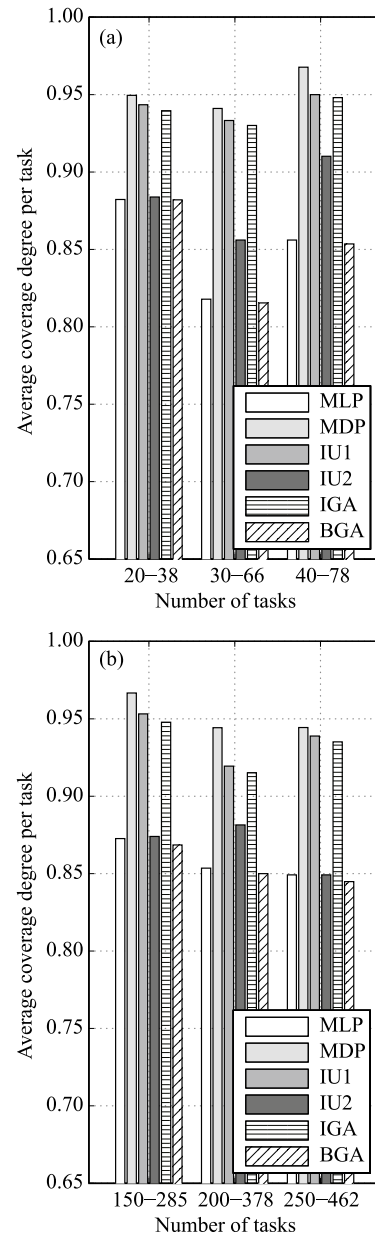 (a)
1.00
0.95
0.90
0.85
0.80
0.75
0.70
0.65
Average coverage degree per task
MLP
MDP
IU1
IU2
IGA
BGA
20–38 30–66 40–78
Number of tasks
(b)
1.00
0.95
0.90
0.85
0.80
0.75
0.70
0.65
Average coverage degree per task
MLP
MDP
IU1
IU2
IGA
BGA
150–285 200–378 250–462
Number of tasks